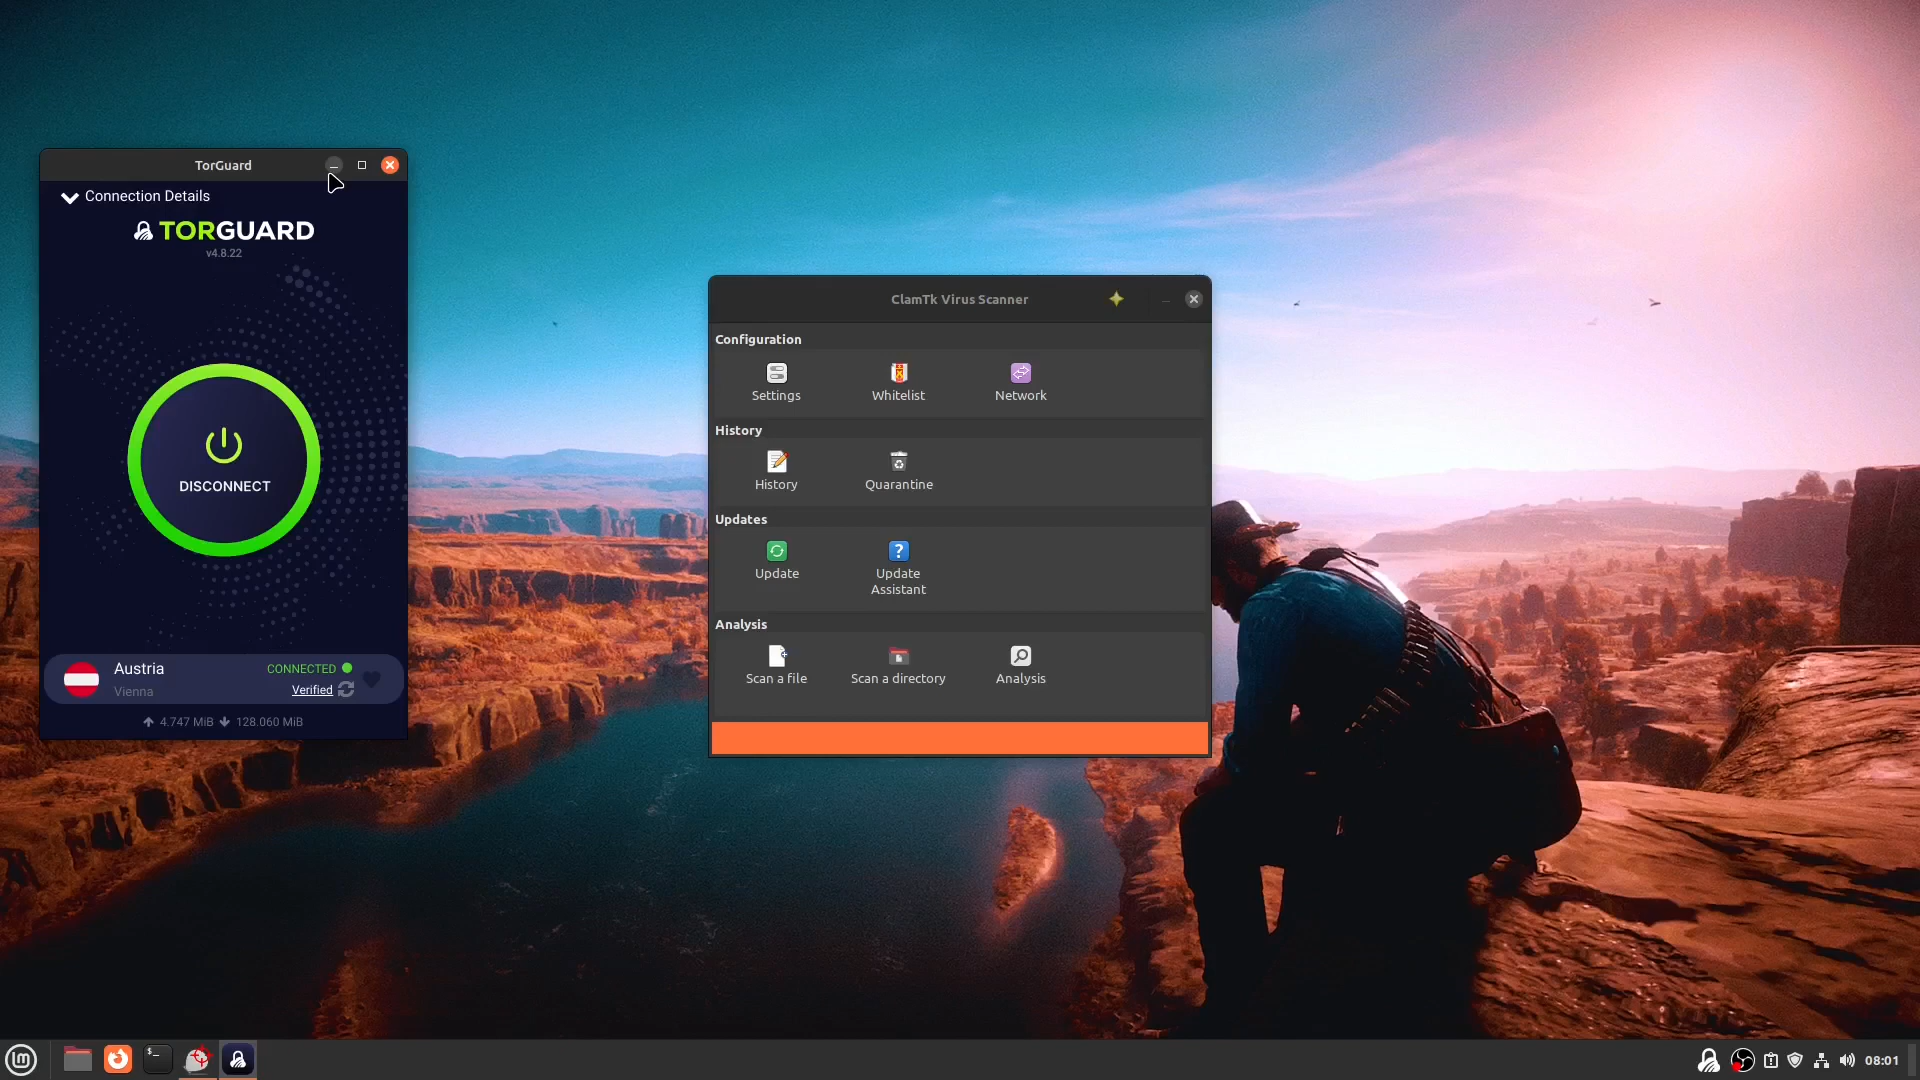 TorGuard
Connection Details
TORGUARD
v4.8.22
DISCONNECT
Austria
CONNECTED
Vienna
Verified
4.747 MiB
128.060 MiB
ClamTk Virus Scanner
Configuration
Settings
Whitelist
Network
History
History
Quarantine
Updates
Update
Update
Assistant
Analysis
Scan a file
Scan a directory
Analysis
$_
08:01